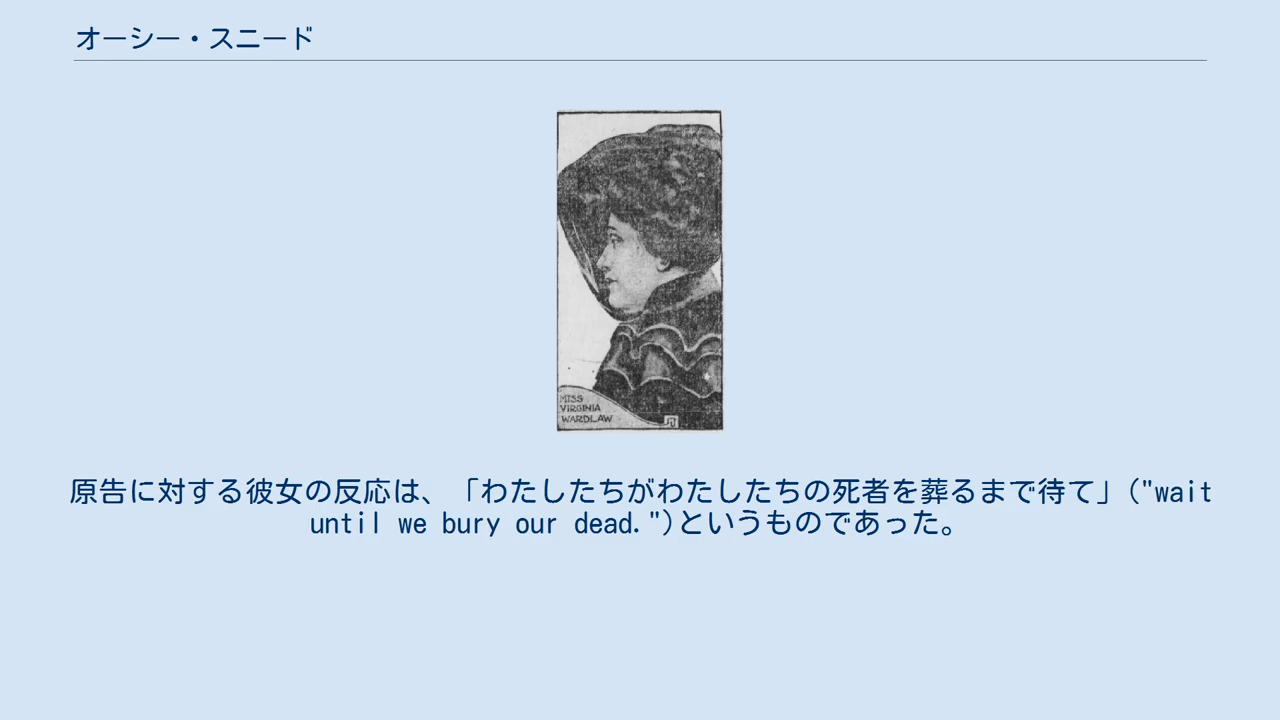 オーシー・スニード
MISS
VIRGINIA
WARDLAW
原告に対する彼女の反応は、「わたしたちがわたしたちの死者を葬るまで待て」("wait
until we bury our dead.")というものであった。